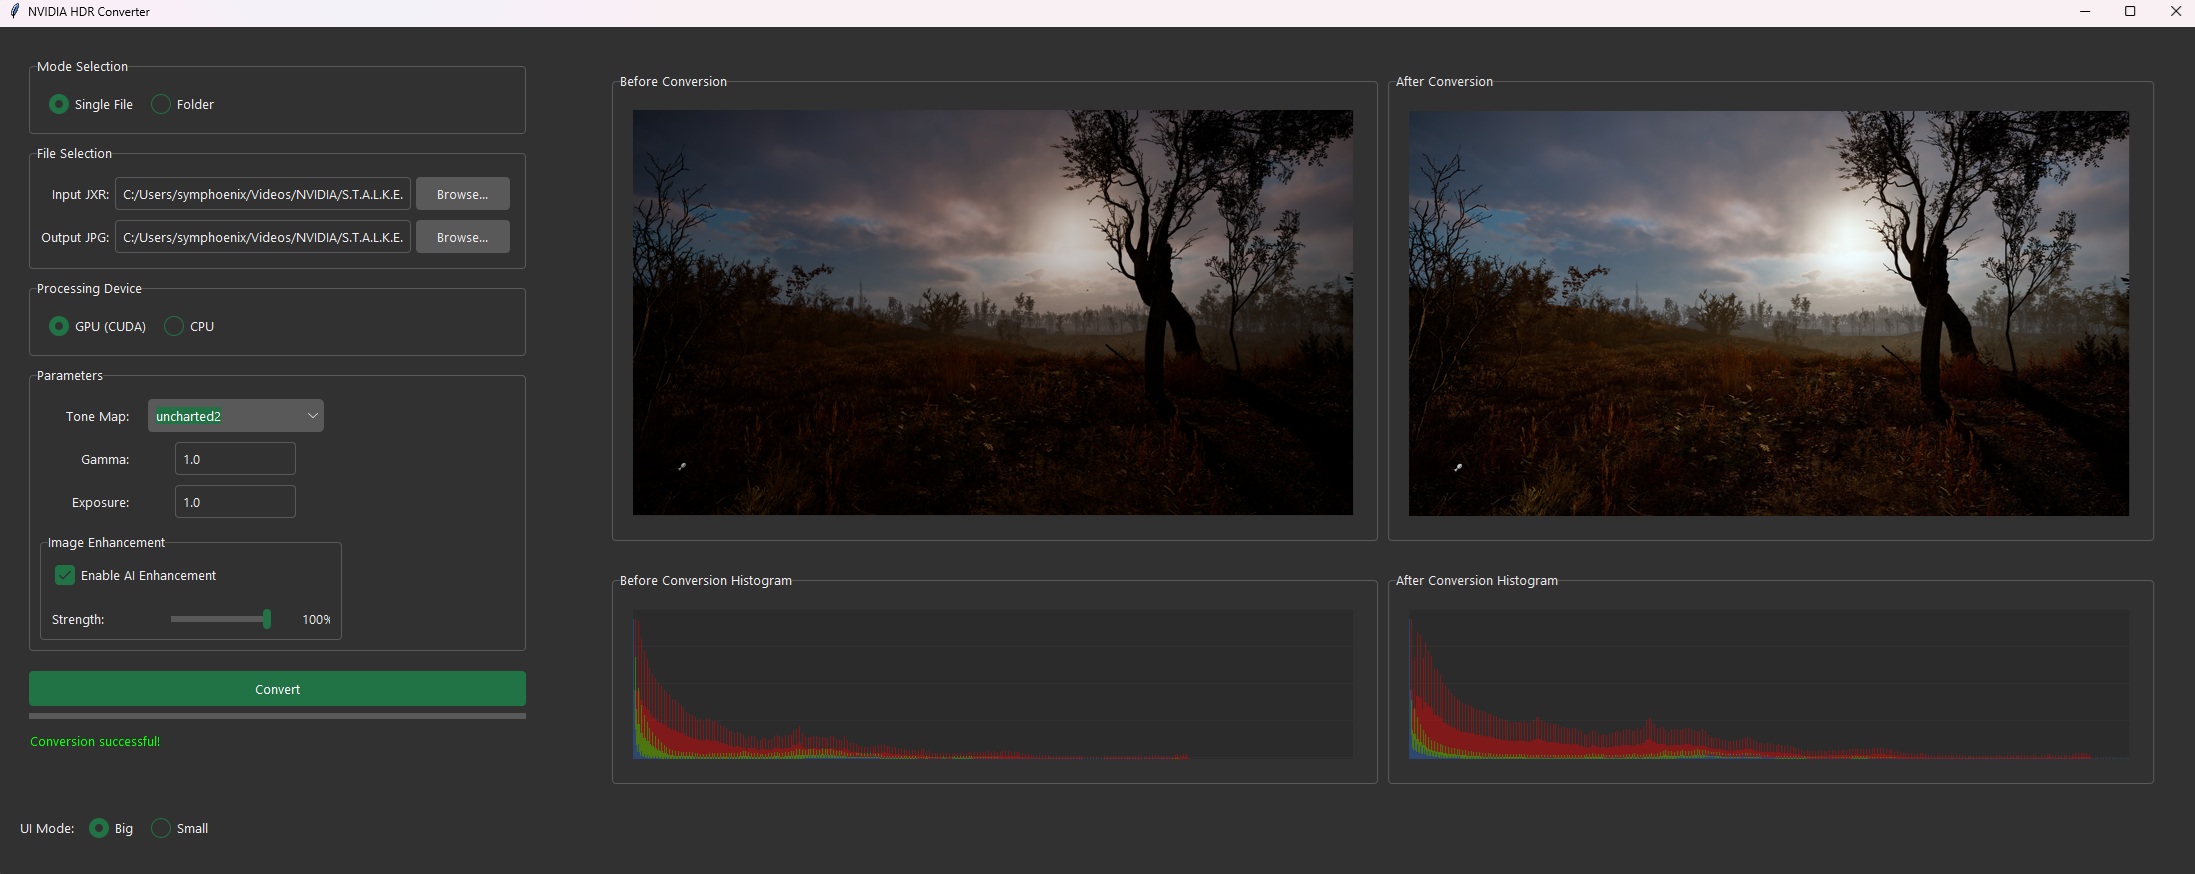 NVIDIA HDR Converter
Mode Selection
Single File
Folder
File Selection
Input JXR:
C:/Users/symphoenix/Videos/NVIDIA/S.T.A.L.K.E.
Browse...
Output JPG:
C:/Users/symphoenix/Videos/NVIDIA/S.T.A.L.K.E.
Browse...
Processing Device
GPU (CUDA)
CPU
Parameters
Tone Map:
uncharted2
Gamma:
1.0
Exposure:
1.0
Image Enhancement
Enable AI Enhancement
Strength:
100%
Convert
Conversion successful!
UI Mode:
Big
Small
Before Conversion
After Conversion
Before Conversion Histogram
After Conversion Histogram